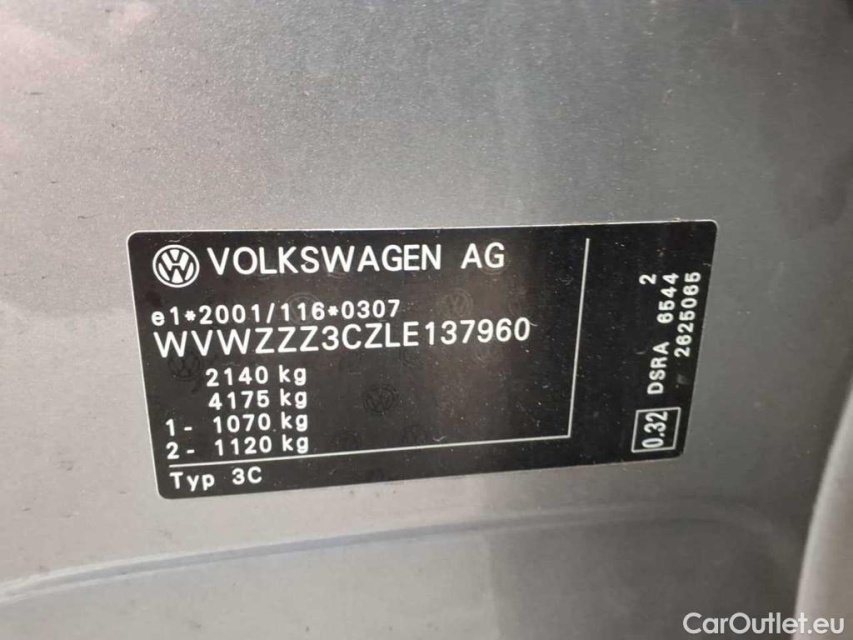 VOLKSWAGEN AG
e1*2001/116*0307
WVWZZZ3CZLE137960
2140 kg
4175 kg
1- 1070 kg
2- 1120 kg
Typ 3C
0.32
DSRA 6544 2
2625065
CarOutlet.eu